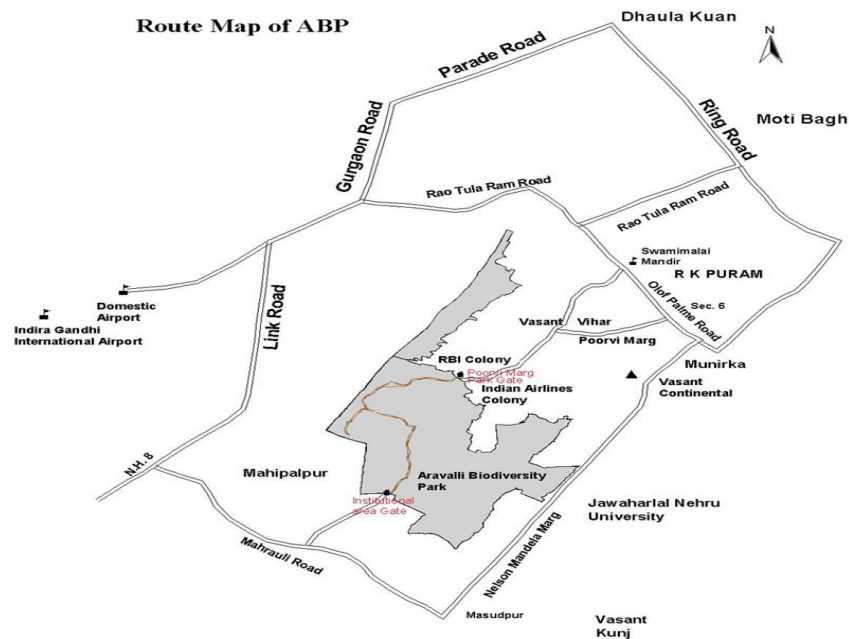 Route Map of ABP
Dhaula Kuan
N
Parade Road
Ring Road
Moti Bagh
Gurgaon Road
Rao Tula Ram Road
Rao Tula Ram Road
Swamimalai
Mandir
R K PURAM
Sec. 6
Olof Palme Road
Domestic
Airport
Indira Gandhi
International Airport
Link Road
Vasant Vihar
Poorvi Marg
RBI Colony
Poorvi Marg
Park Gate
Indian Airlines
Colony
Munirka
Vasant
Continental
N.H. 8
Mahipalpur
Aravalli Biodiversity
Park
Institutional
area Gate
Jawaharlal Nehru
University
Mahrauli Road
Nelson Mandela Marg
Masudpur
Vasant
Kunj